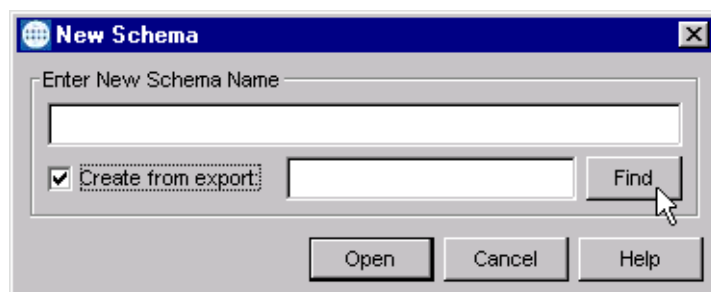 New Schema
Enter New Schema Name
Create from export: Find
Open Cancel Help